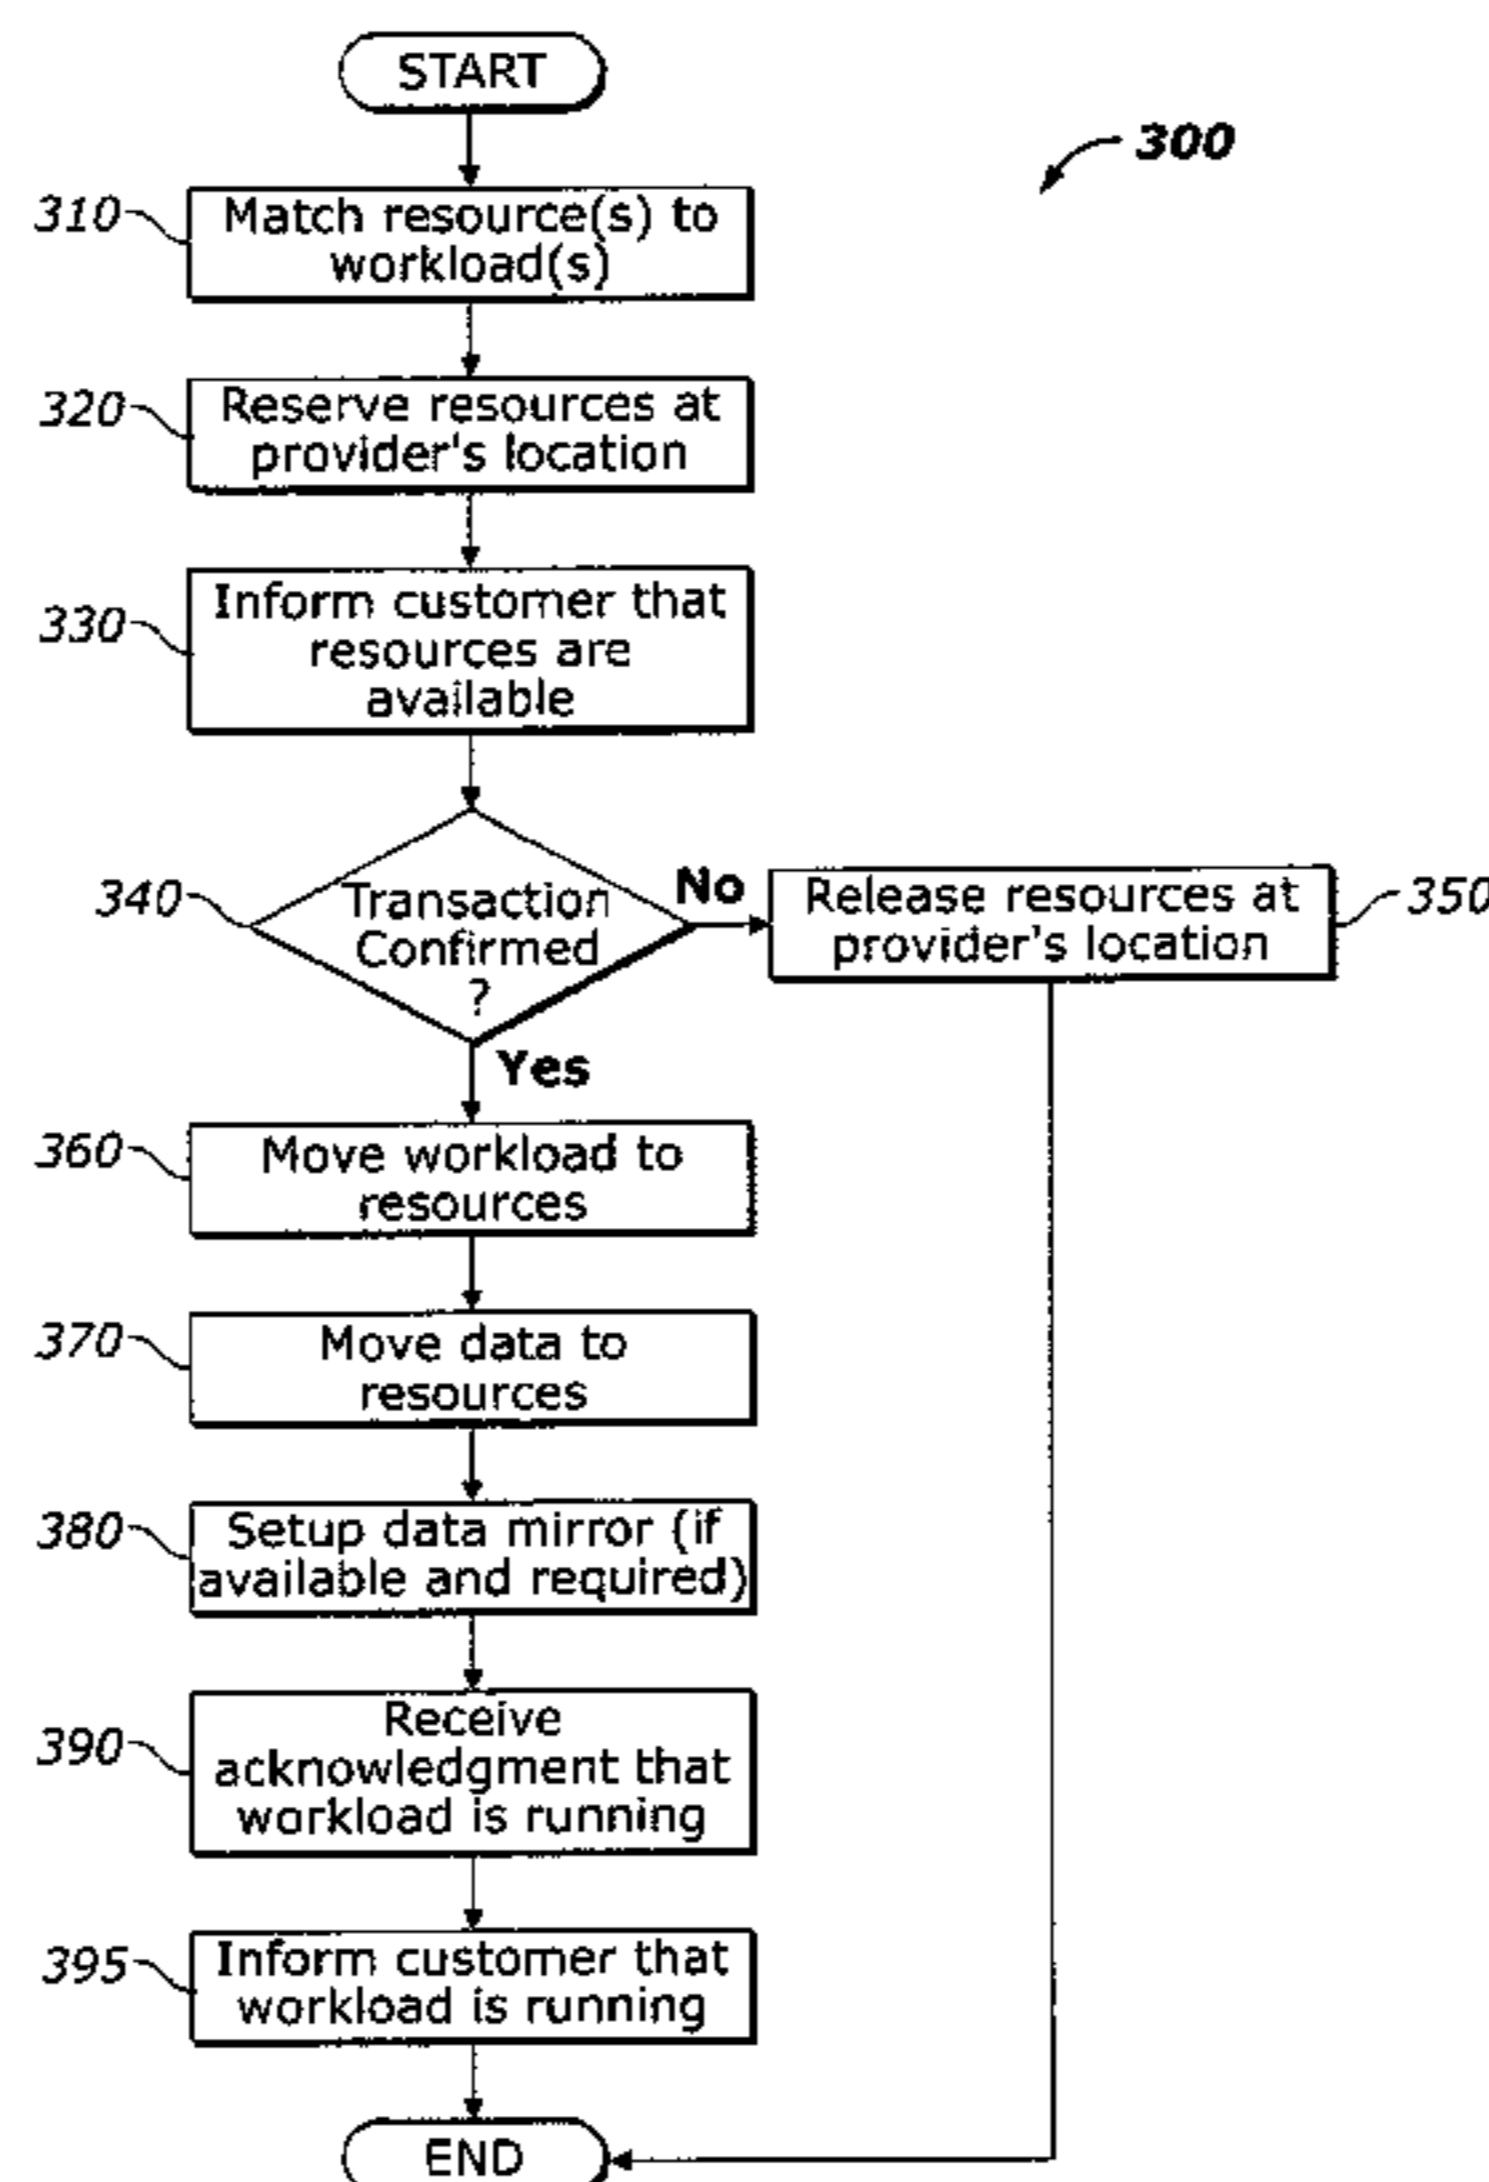 START
300
310
Match resource(s) to
workload(s)
320
Reserve resources at
provider's location
330
Inform customer that
resources are
available
340
Transaction
Confirmed
?
No
Release resources at
provider's location
350
Yes
360
Move workload to
resources
370
Move data to
resources
380
Setup data mirror (if
available and required)
390
Receive
acknowledgment that
workload is running
395
Inform customer that
workload is running
END